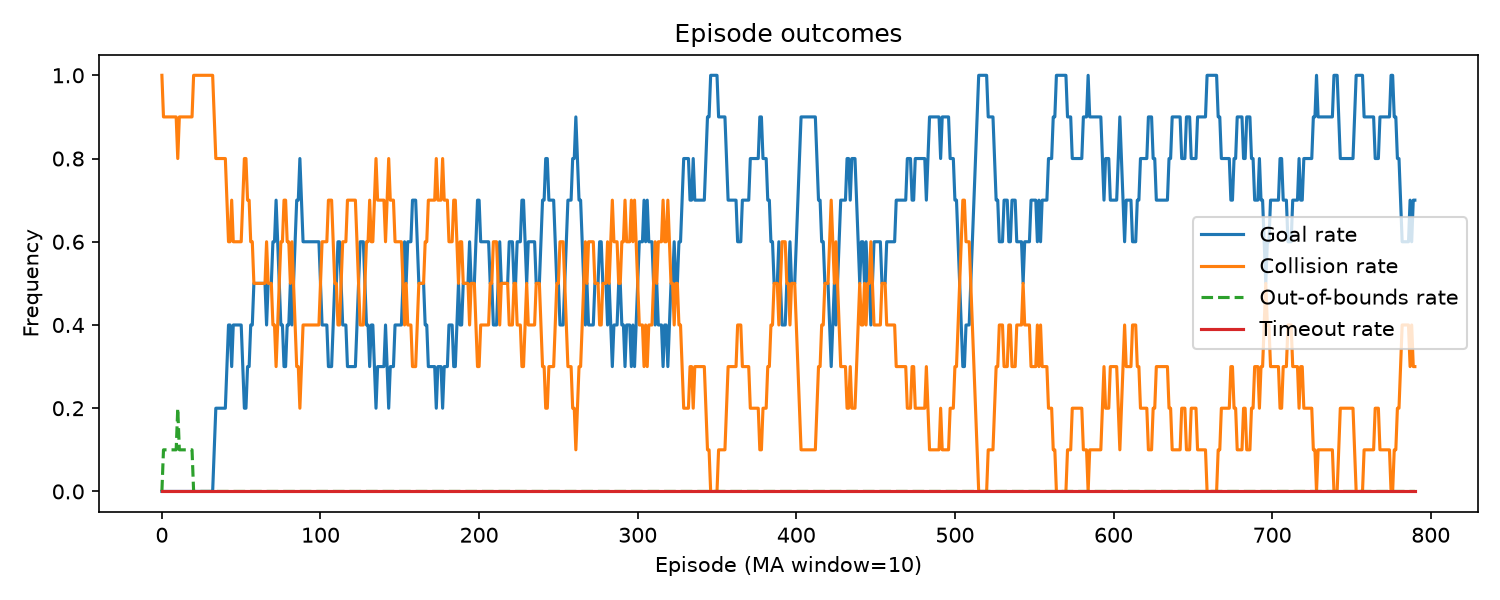 Episode outcomes
1.0
0.8
0.6
0.4
0.2
0.0
Frequency
Goal rate
Collision rate
Out-of-bounds rate
Timeout rate
0 100 200 300 400 500 600 700 800
Episode (MA window=10)